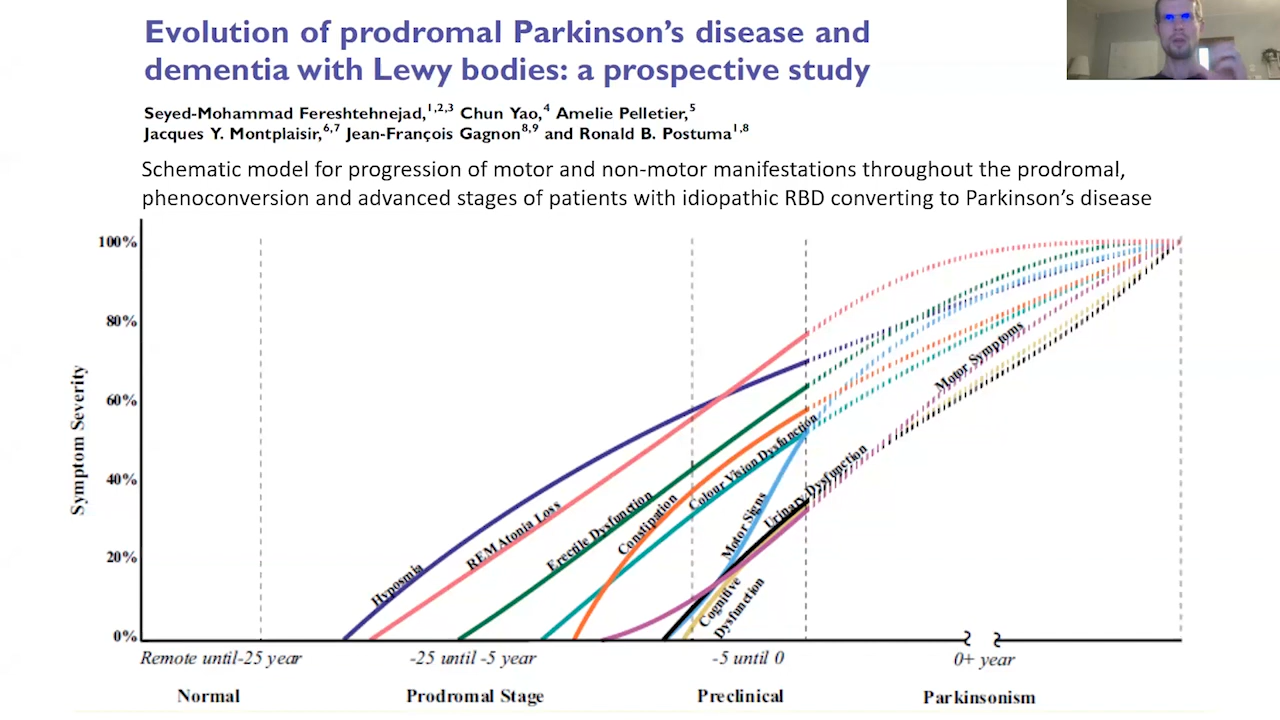 Evolution of prodromal Parkinson's disease and
dementia with Lewy bodies: a prospective study
Seyed-Mohammad Fereshtehnejad,1,2,3 Chun Yao,4 Amelie Pelletier,5
Jacques Y. Montplaisir,6,7 Jean-François Gagnon8,9 and Ronald B. Postuma1,8
Schematic model for progression of motor and non-motor manifestations throughout the prodromal,
phenoconversion and advanced stages of patients with idiopathic RBD converting to Parkinson's disease
100%
80%
60%
40%
20%
0%
Symptom Severity
Hyposmia
REM Atonia Loss
Erectile Dysfunction
Constipation
Colour Vision Dysfunction
Motor Signs
Urinary Dysfunction
Cognitive
Dysfunction
Motor Symptoms
Remote until-25 year
-25 until -5 year
-5 until 0
0+ year
Normal
Prodromal Stage
Preclinical
Parkinsonism